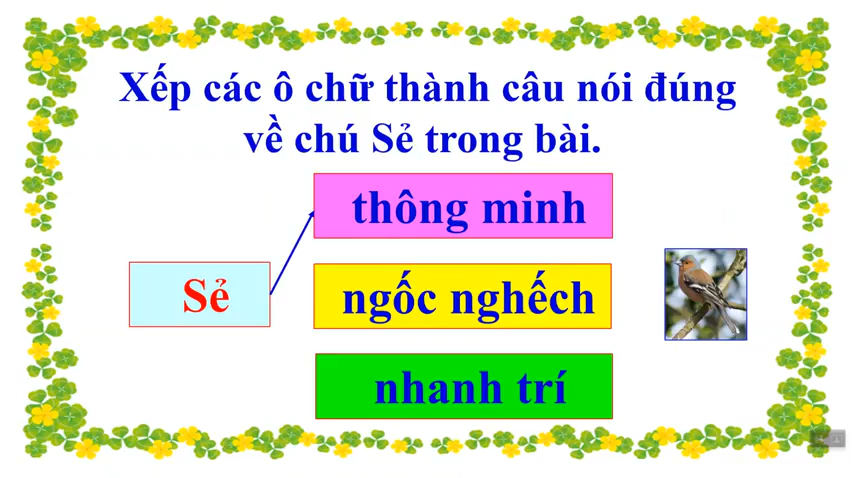 Xếp các ô chữ thành câu nói đúng
về chú Sẻ trong bài.
thông minh
Sẻ
ngốc nghếch
nhanh trí